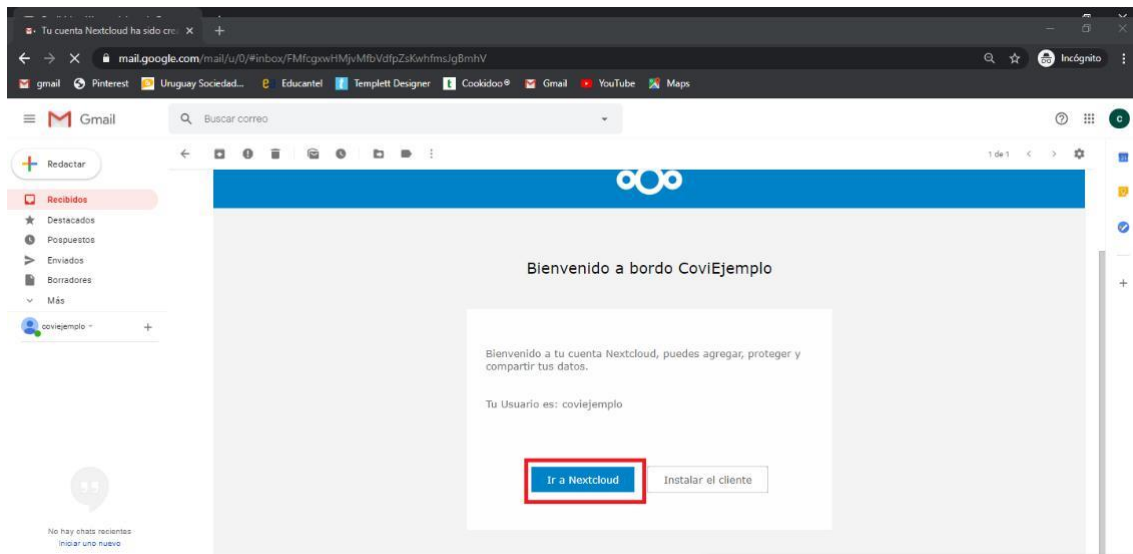 Tu cuenta Nextcloud ha sido cre
mail.google.com/mail/u/0/#inbox/FMfcgxwHMjvMfbVdfpZsKwhfmsJgBmhV
Incógnito
gmail Pinterest Uruguay Sociedad... Educantel Templett Designer Cookidoo® Gmail YouTube Maps
Gmail
Buscar correo
C
Redactar
1 de 1
Recibidos
Destacados
Pospuestos
Enviados
Borradores
Más
coviejemplo
Bienvenido a bordo CoviEjemplo
Bienvenido a tu cuenta Nextcloud, puedes agregar, proteger y
compartir tus datos.
Tu Usuario es: coviejemplo
Ir a Nextcloud
Instalar el cliente
No hay chats recientes
Iniciar uno nuevo